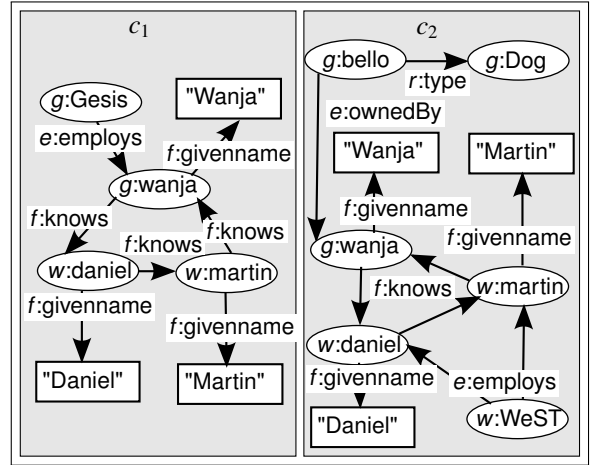 c1
g:Gesis
"Wanja"
e:employs
f:givenname
g:wanja
f:knows
f:knows
f:knows
w:daniel
w:martin
f:givenname
f:givenname
"Daniel"
"Martin"
c2
g:bello
g:Dog
r:type
e:ownedBy
"Wanja"
"Martin"
f:givenname
f:givenname
g:wanja
f:knows
w:martin
w:daniel
f:givenname
e:employs
"Daniel"
w:WeST